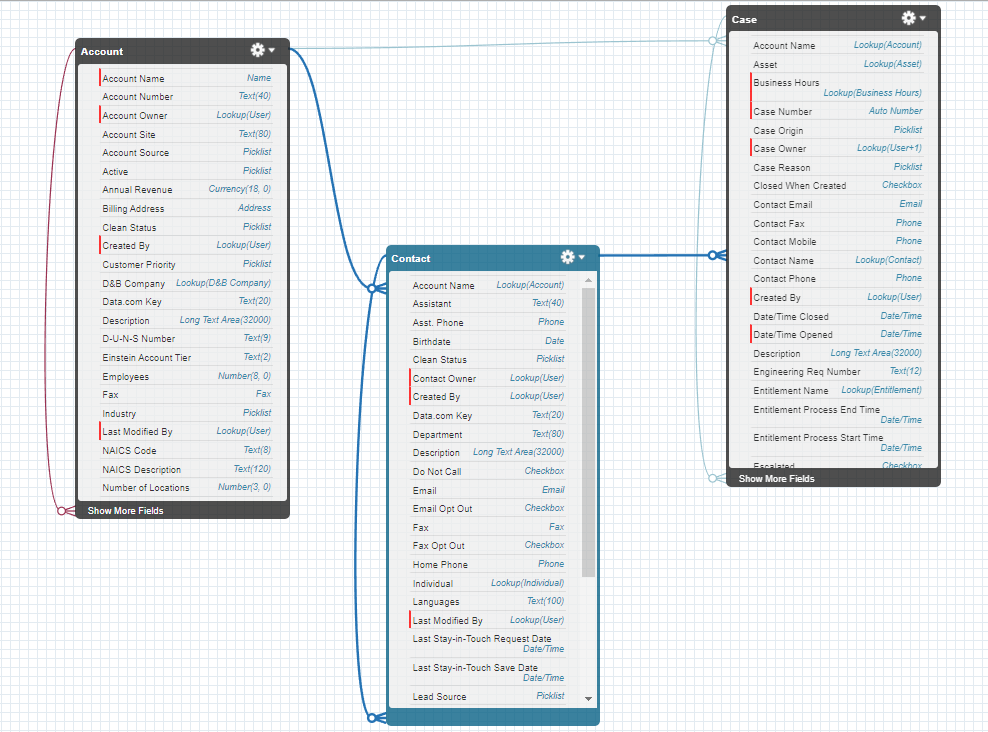 Account
Account Name Name
Account Number Text(40)
Account Owner Lookup(User)
Account Site Text(80)
Account Source Picklist
Active Picklist
Annual Revenue Currency(18, 0)
Billing Address Address
Clean Status Picklist
Created By Lookup(User)
Customer Priority Picklist
D&B Company Lookup(D&B Company)
Data.com Key Text(20)
Description Long Text Area(32000)
D-U-N-S Number Text(9)
Einstein Account Tier Text(2)
Employees Number(8, 0)
Fax Fax
Industry Picklist
Last Modified By Lookup(User)
NAICS Code Text(8)
NAICS Description Text(120)
Number of Locations Number(3, 0)
Show More Fields
Contact
Account Name Lookup(Account)
Assistant Text(40)
Asst. Phone Phone
Birthdate Date
Clean Status Picklist
Contact Owner Lookup(User)
Created By Lookup(User)
Data.com Key Text(20)
Department Text(80)
Description Long Text Area(32000)
Do Not Call Checkbox
Email Email
Email Opt Out Checkbox
Fax Fax
Fax Opt Out Checkbox
Home Phone Phone
Individual Lookup(Individual)
Languages Text(100)
Last Modified By Lookup(User)
Last Stay-in-Touch Request Date
Date/Time
Last Stay-in-Touch Save Date
Date/Time
Lead Source Picklist
Case
Account Name Lookup(Account)
Asset Lookup(Asset)
Business Hours
Lookup(Business Hours)
Case Number Auto Number
Case Origin Picklist
Case Owner Lookup(User+1)
Case Reason Picklist
Closed When Created Checkbox
Contact Email Email
Contact Fax Phone
Contact Mobile Phone
Contact Name Lookup(Contact)
Contact Phone Phone
Created By Lookup(User)
Date/Time Closed Date/Time
Date/Time Opened Date/Time
Description Long Text Area(32000)
Engineering Req Number Text(12)
Entitlement Name Lookup(Entitlement)
Entitlement Process End Time
Date/Time
Entitlement Process Start Time
Date/Time
Escalated Checkbox
Show More Fields